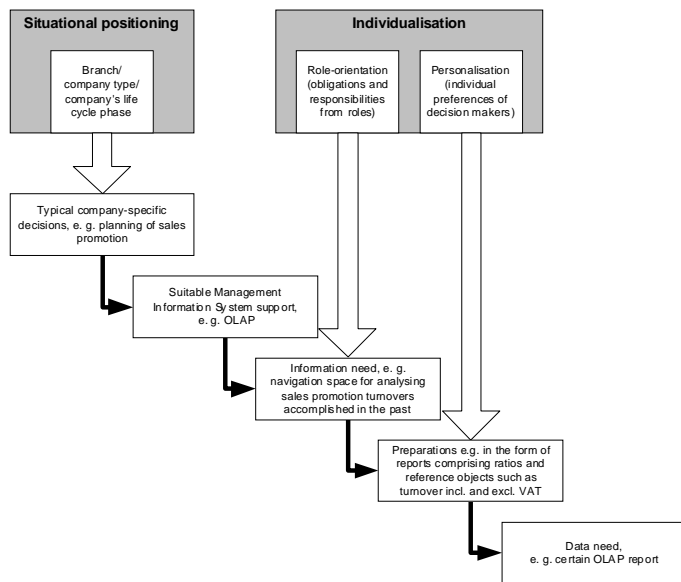 Situational positioning
Individualisation
Branch/
company type/
company's life
cycle phase
Role-orientation
(obligations and
responsibilities
from roles)
Personalisation
(individual
preferences of
decision makers)
Typical company-specific
decisions, e. g. planning of sales
promotion
Suitable Management
Information System support,
e. g. OLAP
Information need, e. g.
navigation space for analysing
sales promotion turnovers
accomplished in the past
Preparations e.g. in the form of
reports comprising ratios and
reference objects such as
turnover incl. and excl. VAT
Data need,
e. g. certain OLAP report